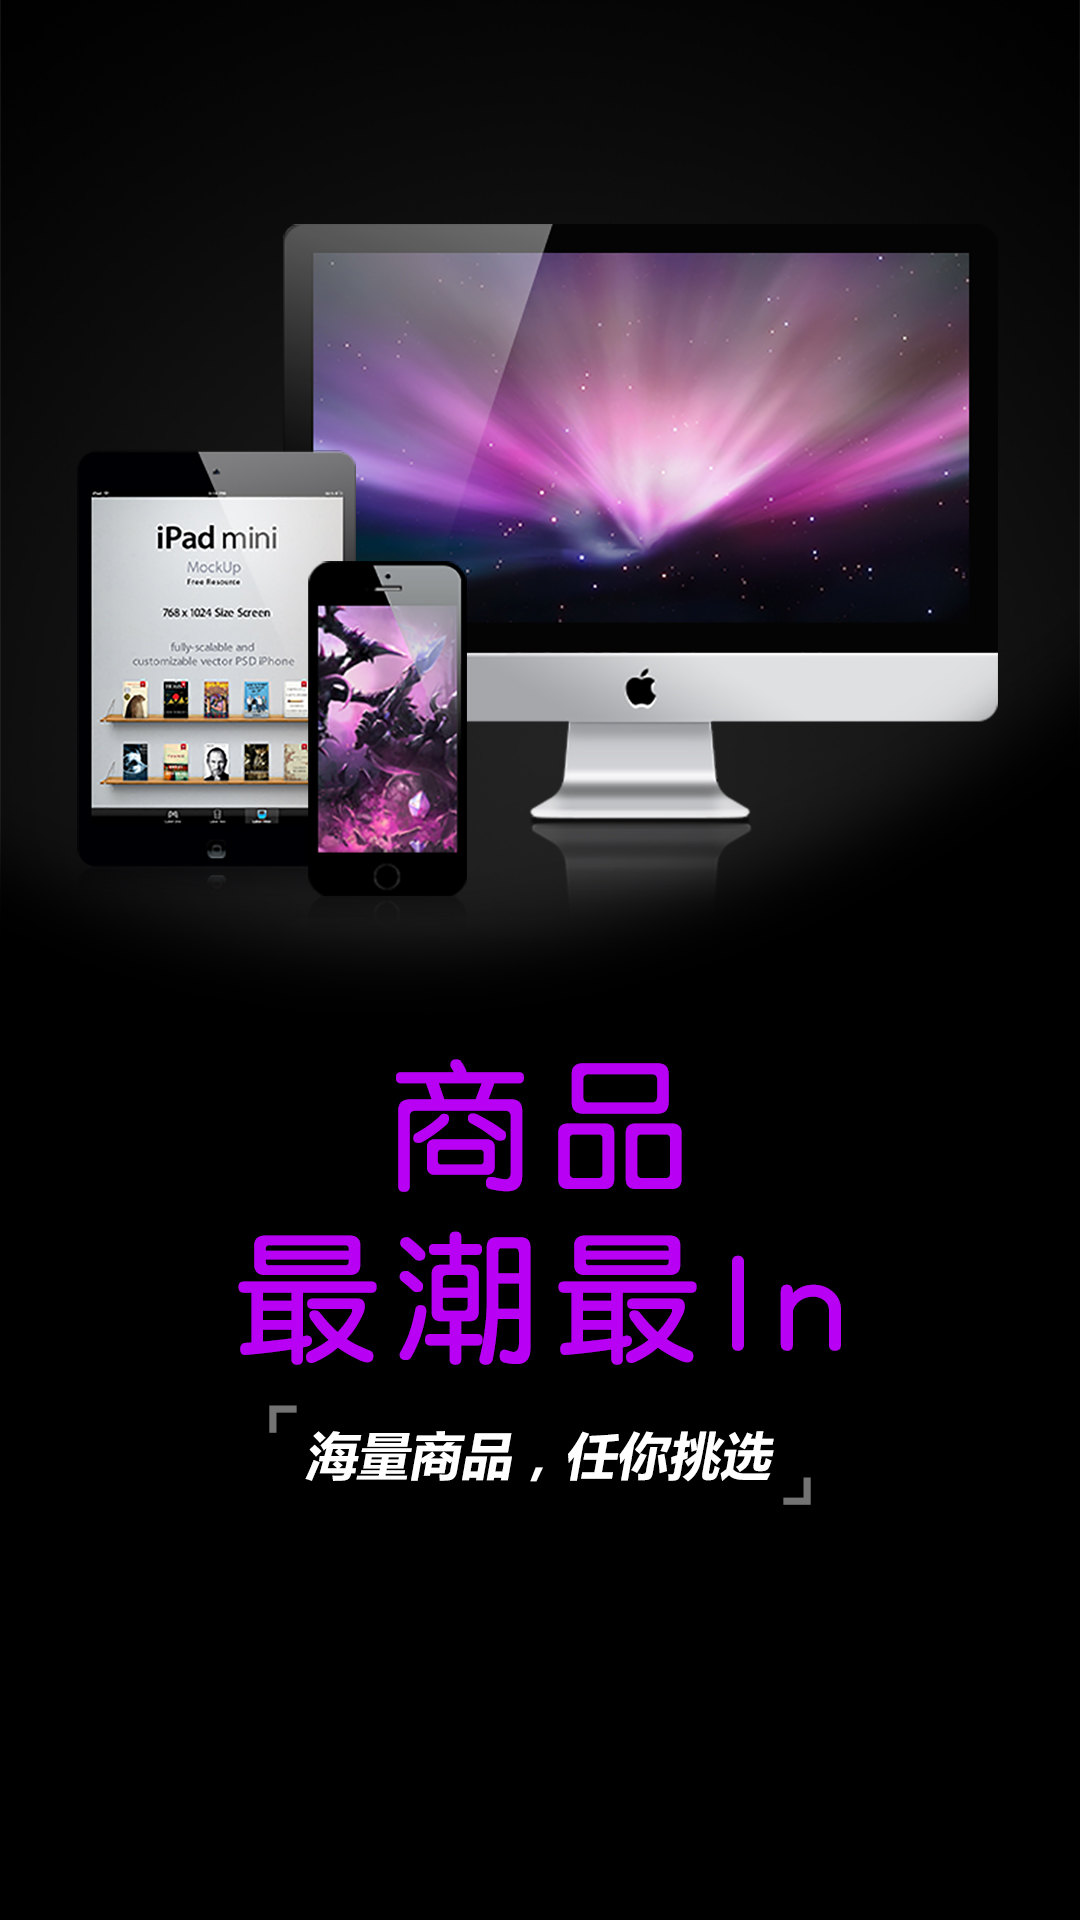 iPad mini
MockUp
Free Resource
768 x 1024 Size Screen
fully-scalable and
customizable vector PSD iPhone
商品
最潮最In
海量商品，任你挑选